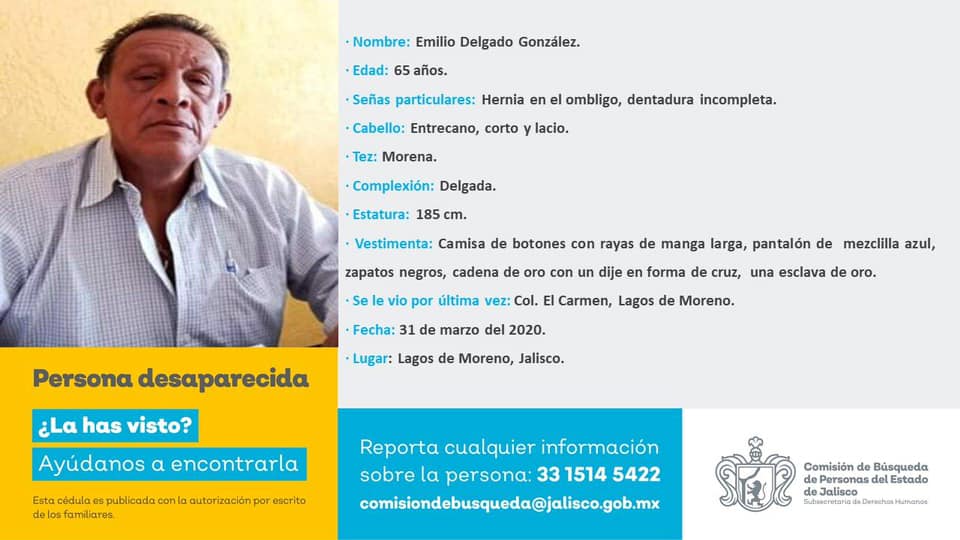 · Nombre: Emilio Delgado González.
· Edad: 65 años.
· Señas particulares: Hernia en el ombligo, dentadura incompleta.
· Cabello: Entrecano, corto y lacio.
· Tez: Morena.
· Complexión: Delgada.
· Estatura: 185 cm.
· Vestimenta: Camisa de botones con rayas de manga larga, pantalón de mezclilla azul,
zapatos negros, cadena de oro con un dije en forma de cruz, una esclava de oro.
· Se le vio por última vez: Col. El Carmen, Lagos de Moreno.
· Fecha: 31 de marzo del 2020.
· Lugar: Lagos de Moreno, Jalisco.
Persona desaparecida
¿La has visto?
Ayúdanos a encontrarla
Esta cédula es publicada con la autorización por escrito
de los familiares.
Reporta cualquier información
sobre la persona: 33 1514 5422
comisiondebusqueda@jalisco.gob.mx
Comisión de Búsqueda
de Personas del Estado
de Jalisco
Subsecretaría de Derechos Humanos